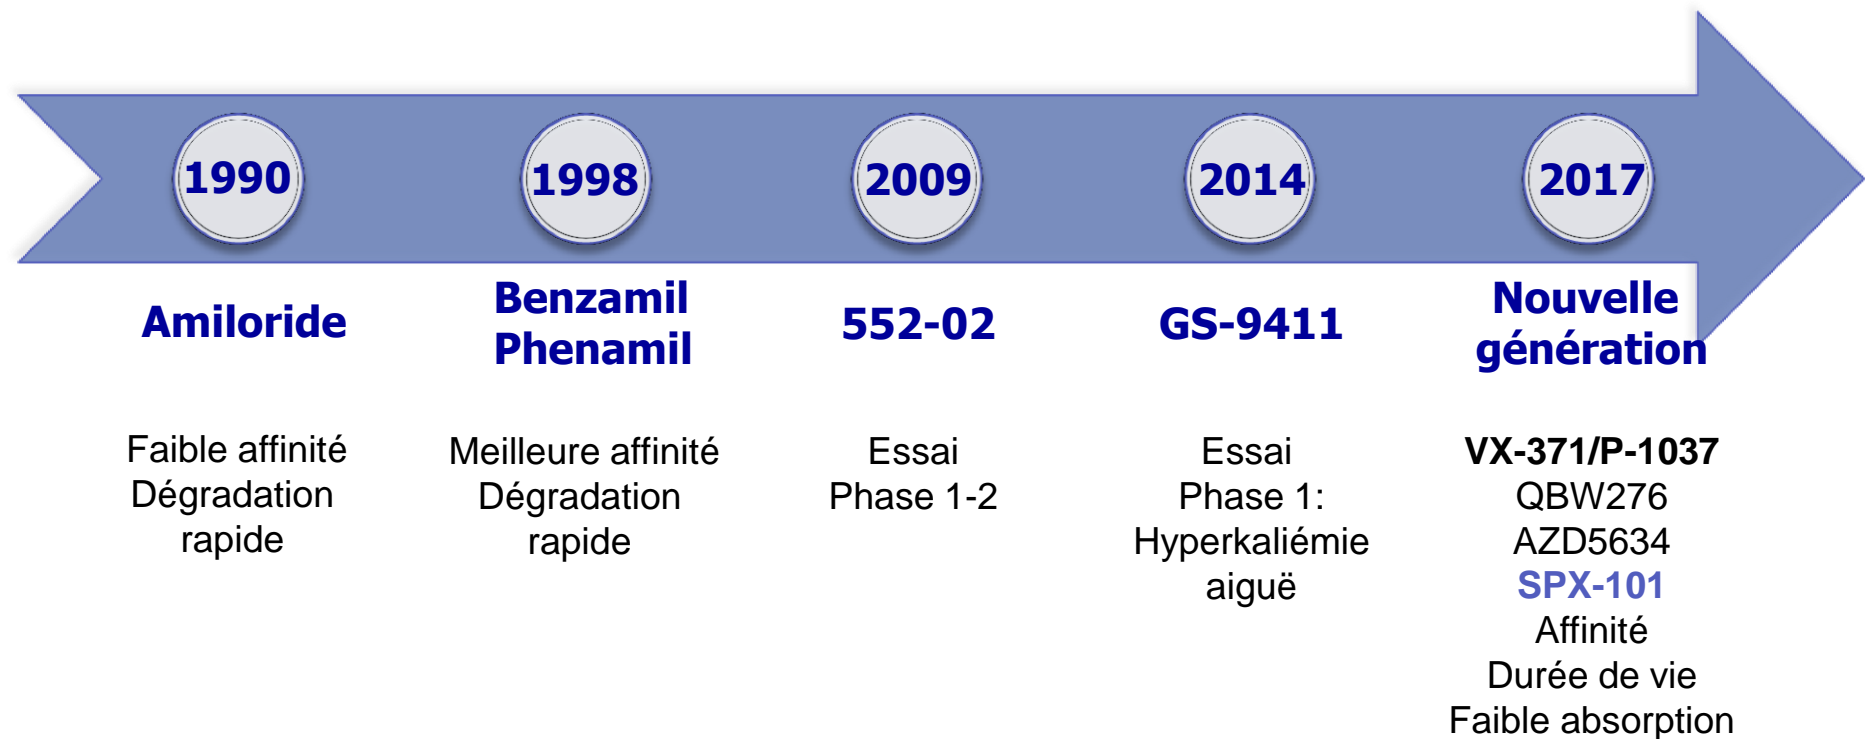 1990
1998
2009
2014
2017
Amiloride
Benzamil
Phenamil
552-02
GS-9411
Nouvelle
génération
Faible affinité
Dégradation
rapide
Meilleure affinité
Dégradation
rapide
Essai
Phase 1-2
Essai
Phase 1:
Hyperkaliémie
aiguë
VX-371/P-1037
QBW276
AZD5634
SPX-101
Affinité
Durée de vie
Faible absorption